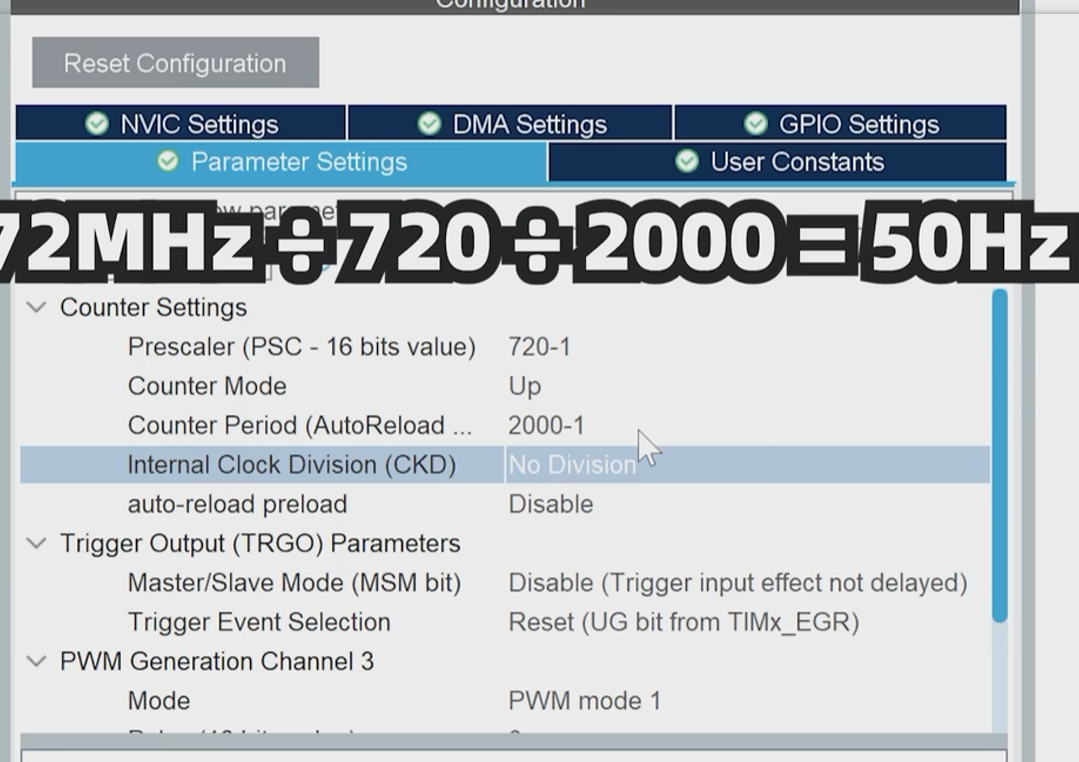 Configuration
Reset Configuration
NVIC Settings
DMA Settings
GPIO Settings
Parameter Settings
User Constants
72MHz÷720÷2000=50Hz
Counter Settings
Prescaler (PSC - 16 bits value) 720-1
Counter Mode Up
Counter Period (AutoReload ... 2000-1
Internal Clock Division (CKD) No Division
auto-reload preload Disable
Trigger Output (TRGO) Parameters
Master/Slave Mode (MSM bit) Disable (Trigger input effect not delayed)
Trigger Event Selection Reset (UG bit from TIMx_EGR)
PWM Generation Channel 3
Mode PWM mode 1